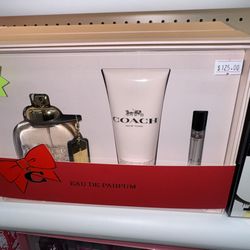 $125.00
COACH
NEW YORK
C
EAU DE PARFUM